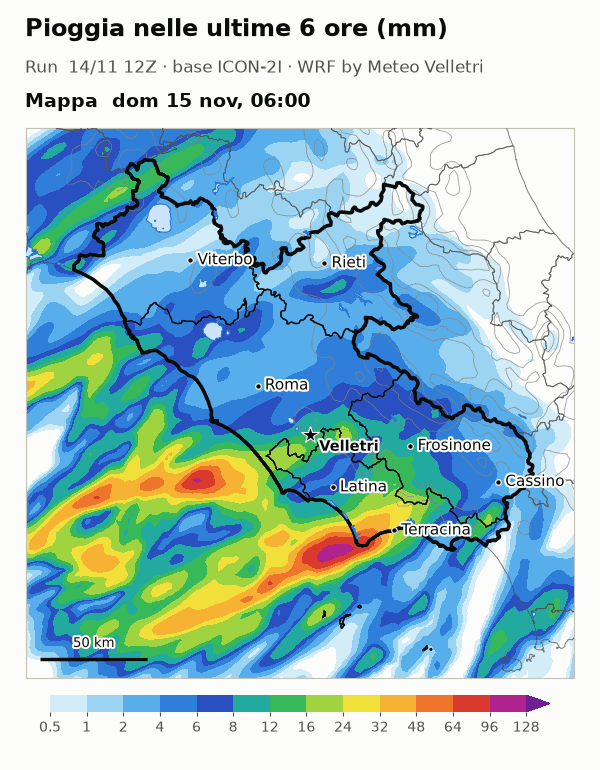 Pioggia nelle ultime 6 ore (mm)
Run  14/11 12Z · base ICON-2I · WRF by Meteo Velletri
Mappa  dom 15 nov, 06:00
Viterbo
Rieti
Roma
Velletri
Frosinone
Latina
Cassino
Terracina
50 km
0.5 1 2 4 6 8 12 16 24 32 48 64 96 128